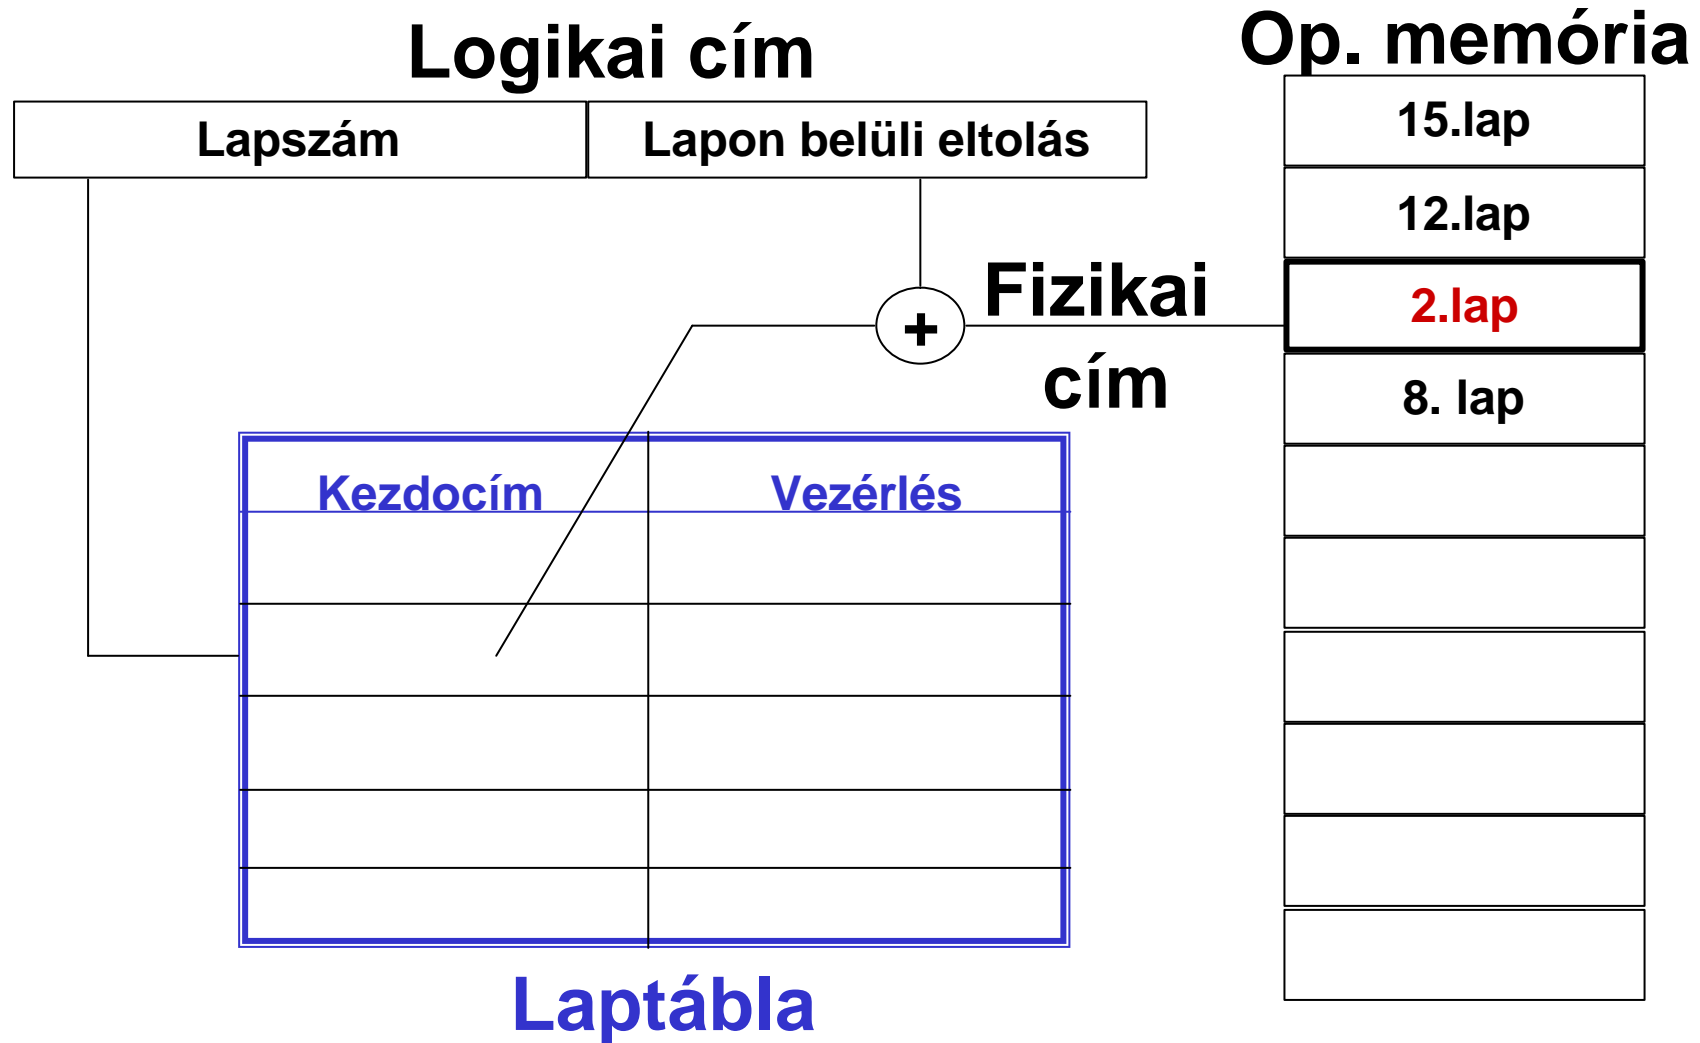 Logikai cím
Op. memória
Lapszám
Lapon belüli eltolás
15.lap
12.lap
2.lap
8. lap
+
Fizikai
cím
Kezdocím
Vezérlés
Laptábla